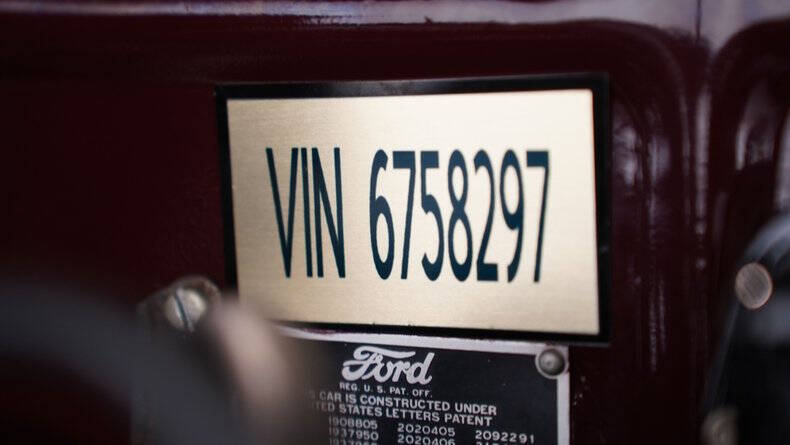 VIN 6758297
Ford
REG. U.S. PAT. OFF.
CAR IS CONSTRUCTED UNDER
STATES LETTERS PATENT
1908805 2020405 2092291
1937950 2020406